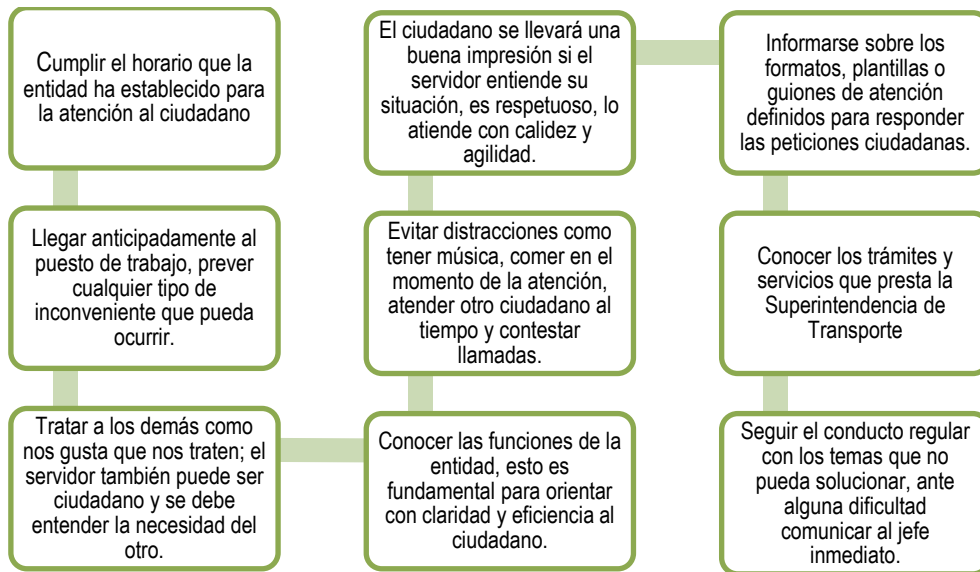 Cumplir el horario que la
entidad ha establecido para
la atención al ciudadano
Llegar anticipadamente al
puesto de trabajo, prever
cualquier tipo de
inconveniente que pueda
ocurrir.
Tratar a los demás como
nos gusta que nos traten; el
servidor también puede ser
ciudadano y se debe
entender la necesidad del
otro.
Conocer las funciones de la
entidad, esto es
fundamental para orientar
con claridad y eficiencia al
ciudadano.
Evitar distracciones como
tener música, comer en el
momento de la atención,
atender otro ciudadano al
tiempo y contestar
llamadas.
El ciudadano se llevará una
buena impresión si el
servidor entiende su
situación, es respetuoso, lo
atiende con calidez y
agilidad.
Informarse sobre los
formatos, plantillas o
guiones de atención
definidos para responder
las peticiones ciudadanas.
Conocer los trámites y
servicios que presta la
Superintendencia de
Transporte
Seguir el conducto regular
con los temas que no
pueda solucionar, ante
alguna dificultad
comunicar al jefe
inmediato.